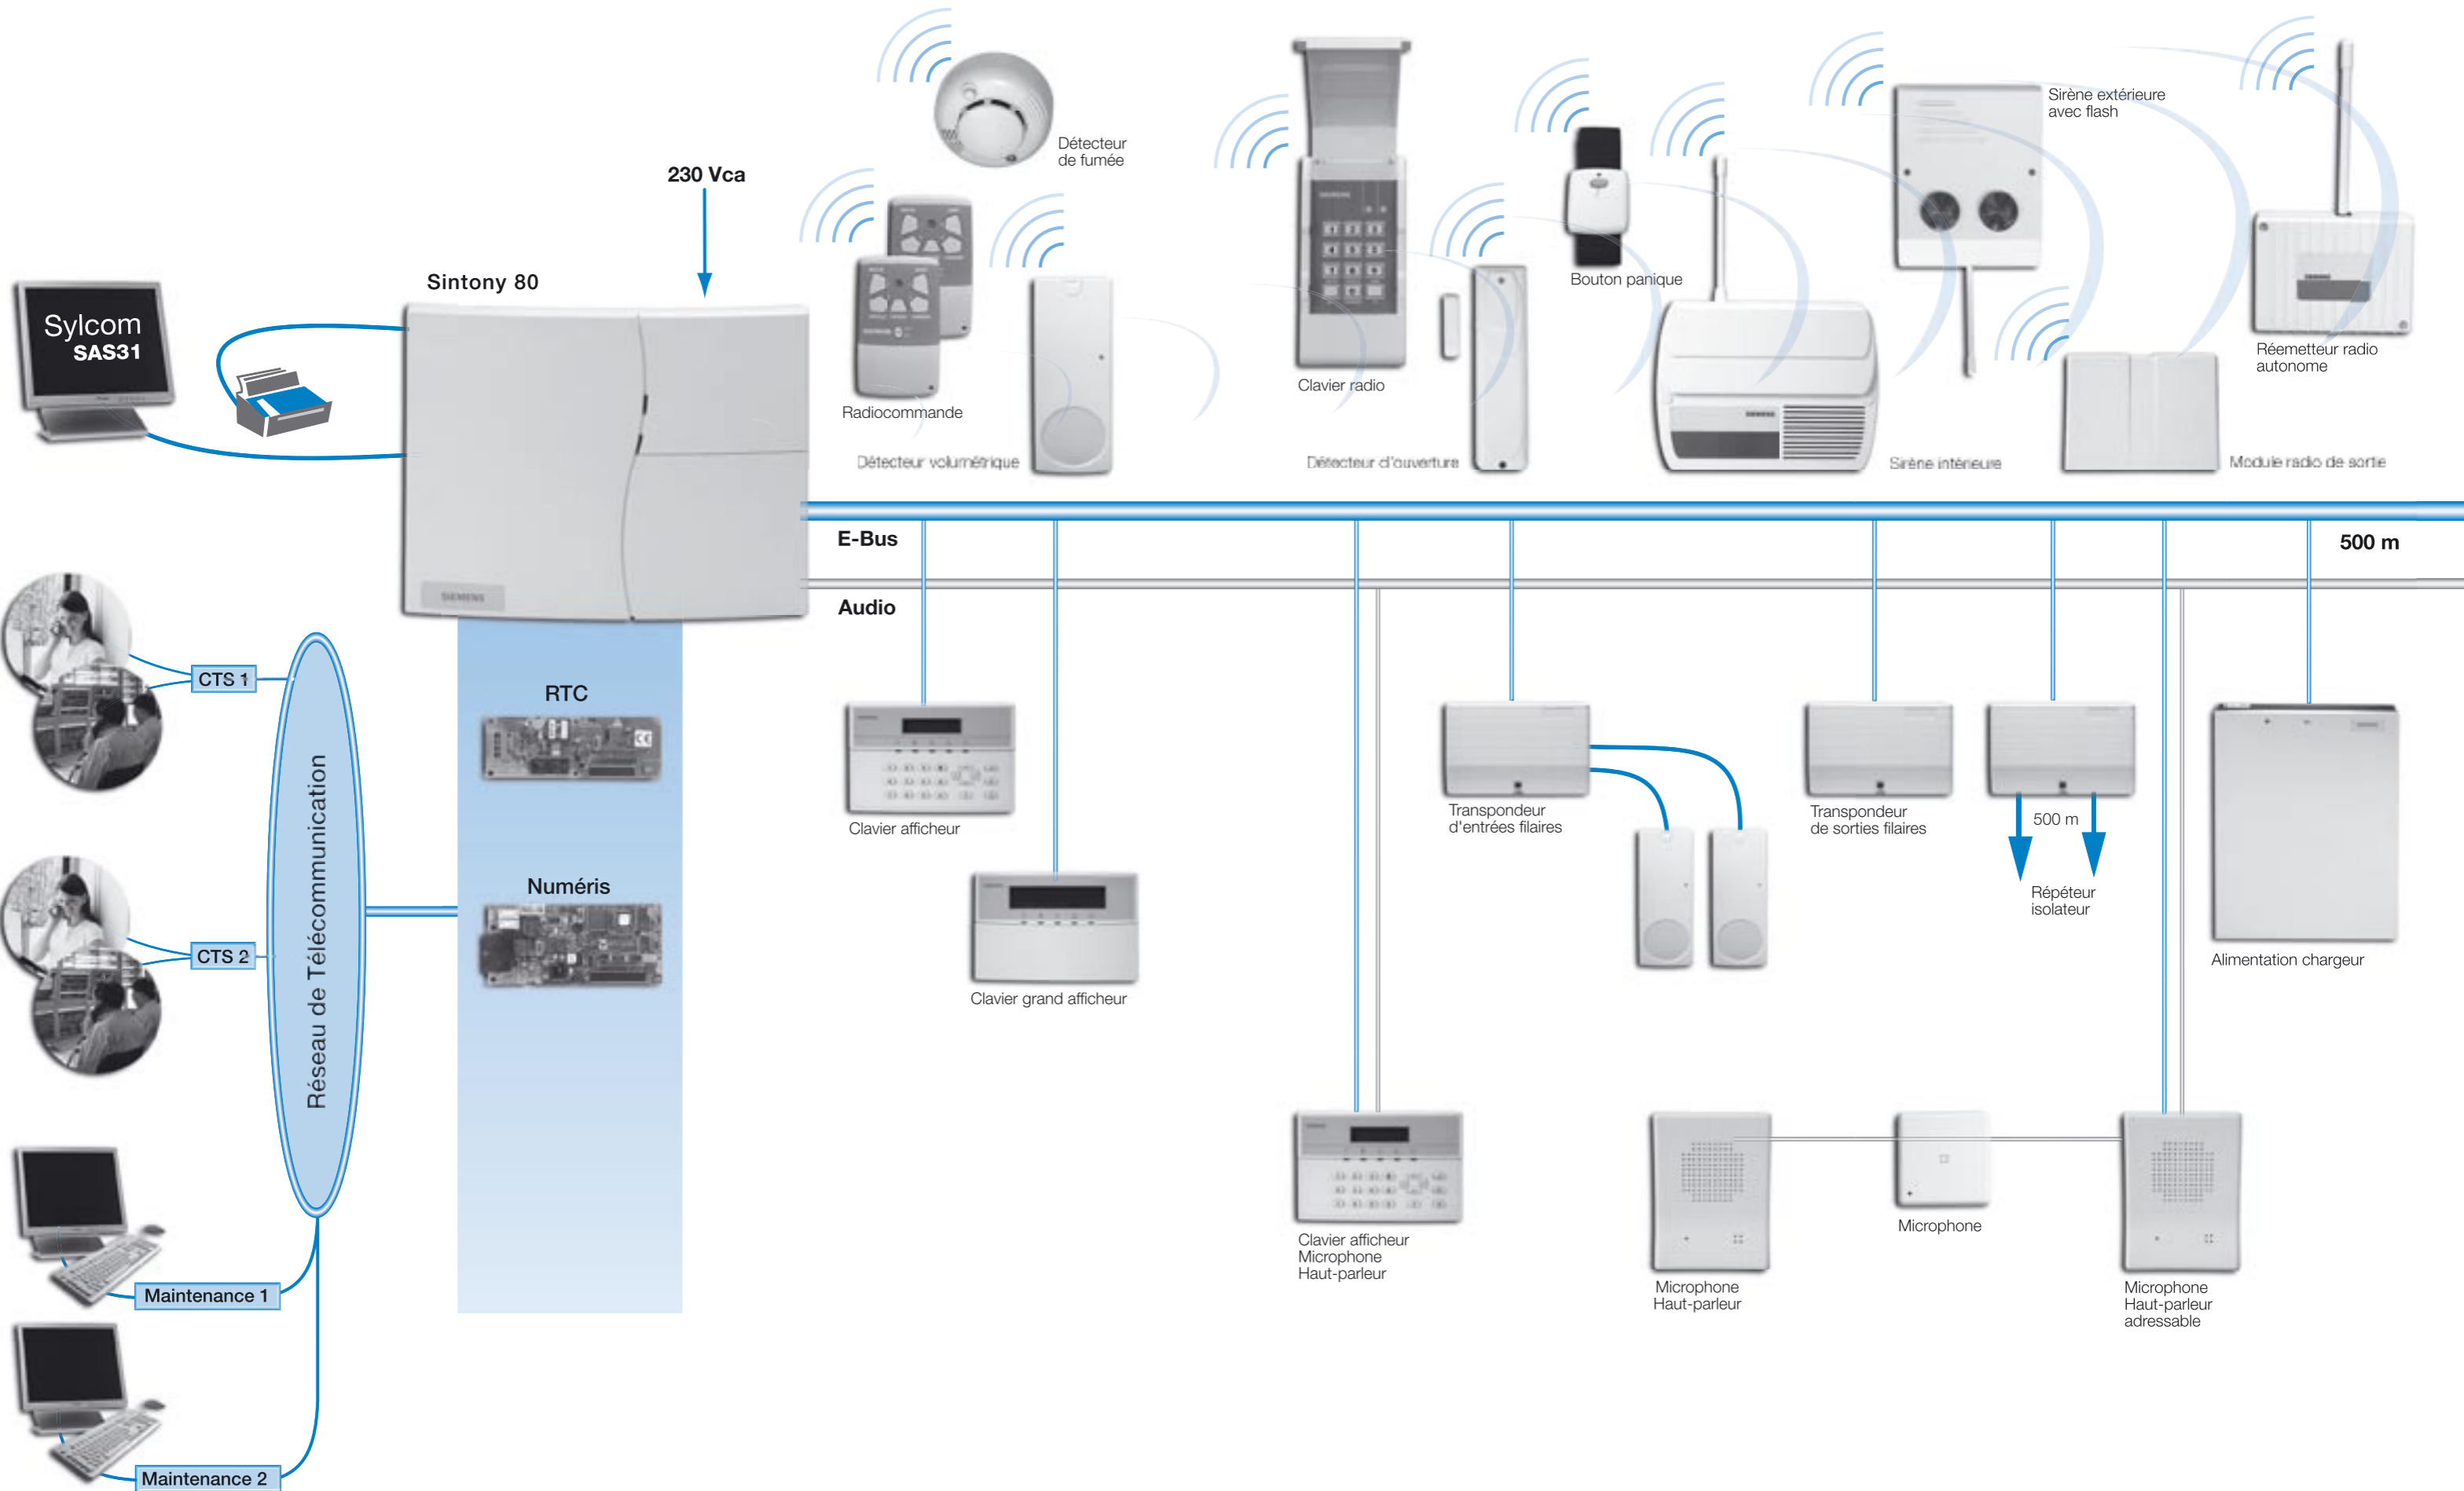 Détecteur
de fumée
Sirène extérieure
avec flash
230 Vca
Sintony 80
Bouton panique
Sylcom
SAS31
Réemetteur radio
autonome
Clavier radio
Radiocommande
Détecteur volumétrique
Détecteur d'ouverture
Sirène intérieure
Module radio de sortie
E-Bus
500 m
SIEMENS
Audio
CTS 1
RTC
Réseau de Télécommunication
Clavier afficheur
Transpondeur
d'entrées filaires
Transpondeur
de sorties filaires
500 m
Répéteur
isolateur
Numéris
CTS 2
Alimentation chargeur
Clavier grand afficheur
Clavier afficheur
Microphone
Haut-parleur
Microphone
Microphone
Haut-parleur
Microphone
Haut-parleur
adressable
Maintenance 1
Maintenance 2